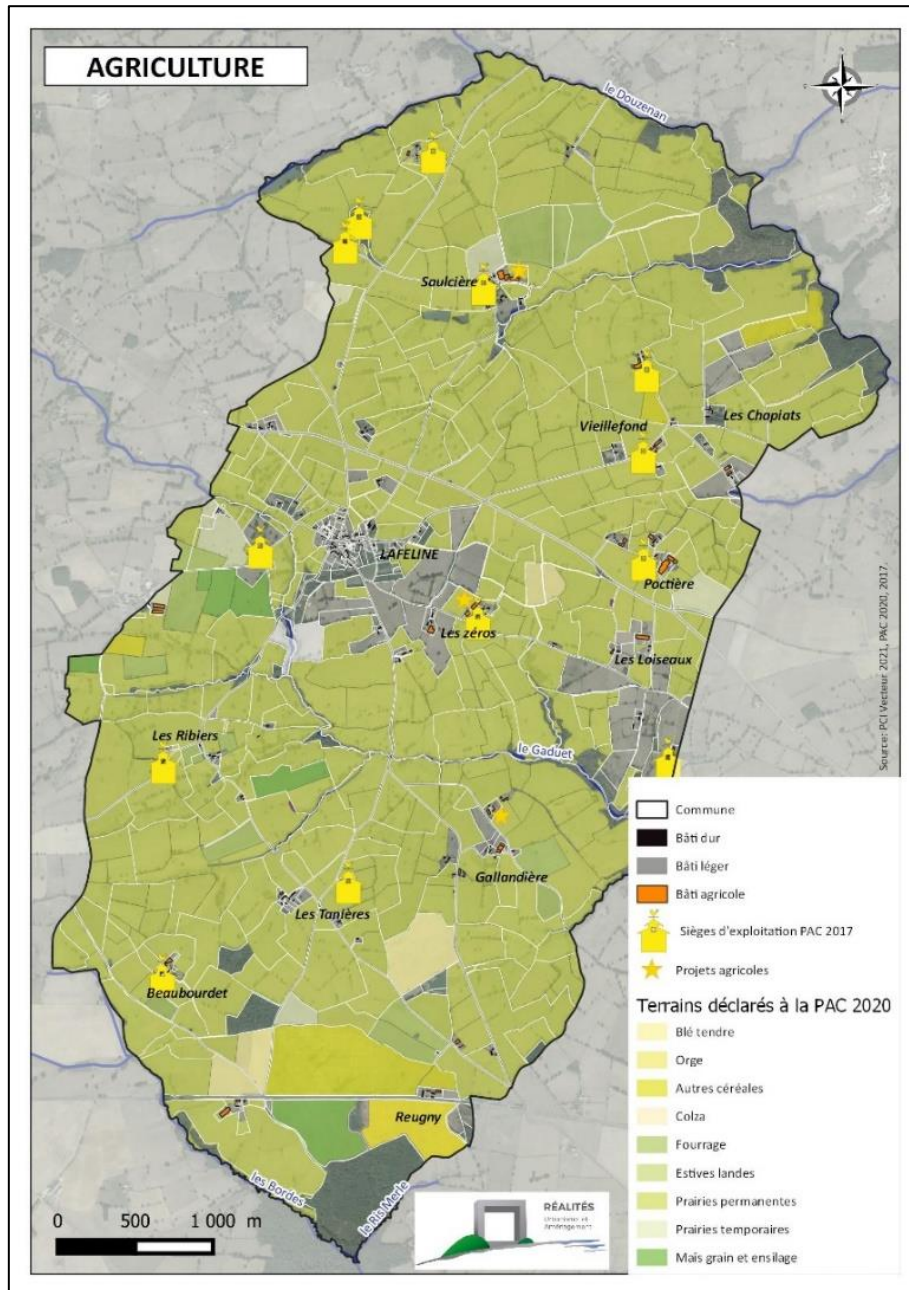 AGRICULTURE
le Douzenan
Saulcière
Les Chapiats
Vieillefond
LAFELINE
Poctière
Les zéros
Les Loiseaux
Les Ribiers
le Gaduet
Gallandière
Les Tanières
Beaubourdet
Reugny
les Bordes
le Ris Merle
0 500 1 000 m
Source: PCI Vecteur 2021, PAC 2020, 2017.
Commune
Bâti dur
Bâti léger
Bâti agricole
Sièges d'exploitation PAC 2017
Projets agricoles
Terrains déclarés à la PAC 2020
Blé tendre
Orge
Autres céréales
Colza
Fourrage
Estives landes
Prairies permanentes
Prairies temporaires
Maïs grain et ensilage
RÉALITÉS
Urbanisme et
Aménagement